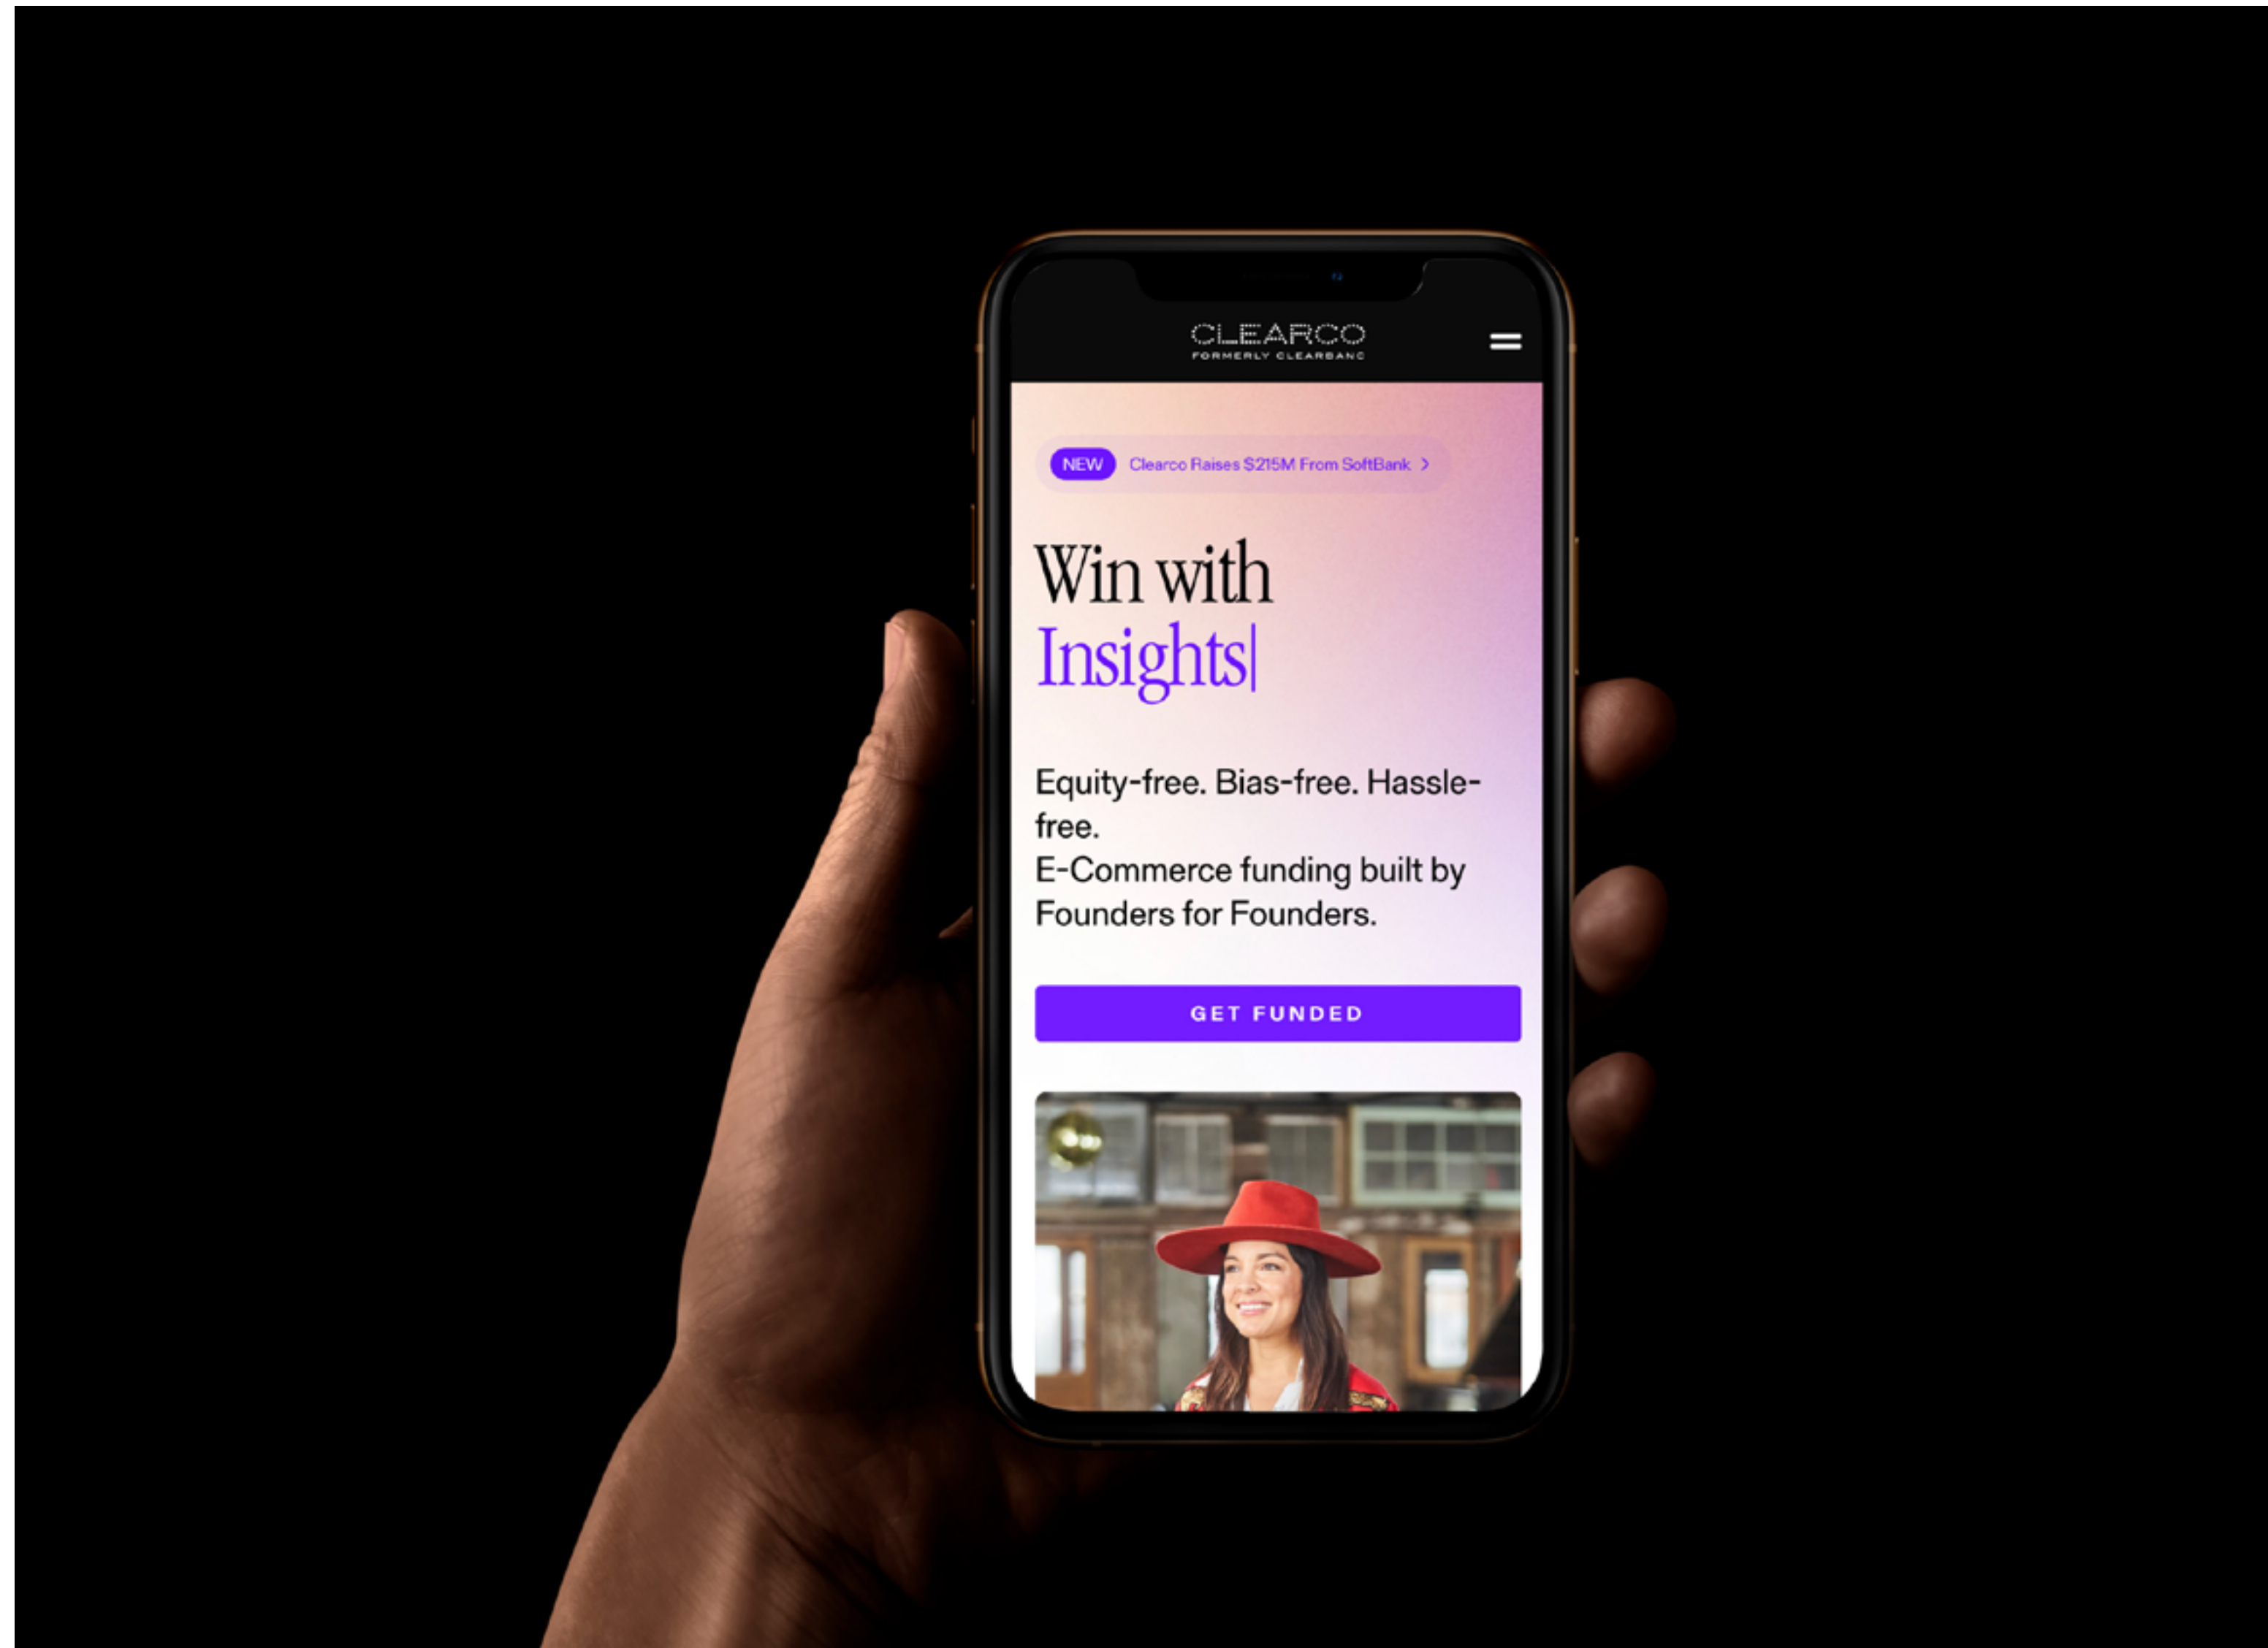 CLEARCO
FORMERLY CLEARBANC
NEW Clearco Raises $215M From SoftBank >
Win with
Insights|
Equity-free. Bias-free. Hassle-
free.
E-Commerce funding built by
Founders for Founders.
GET FUNDED